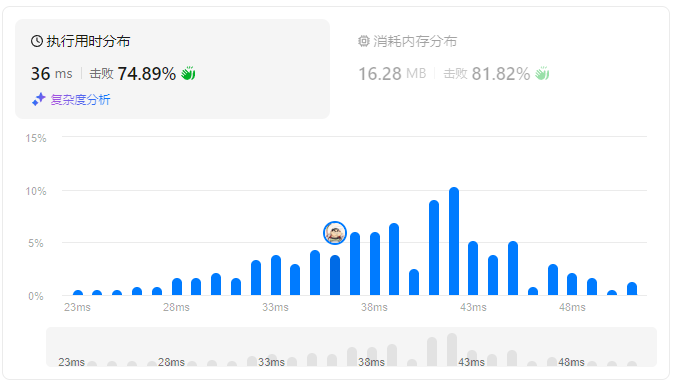 执行用时分布
36 ms 击败 74.89%
复杂度分析
消耗内存分布
16.28 MB 击败 81.82%
15%
10%
5%
0%
23ms 28ms 33ms 38ms 43ms 48ms
23ms 28ms 33ms 38ms 43ms 48ms